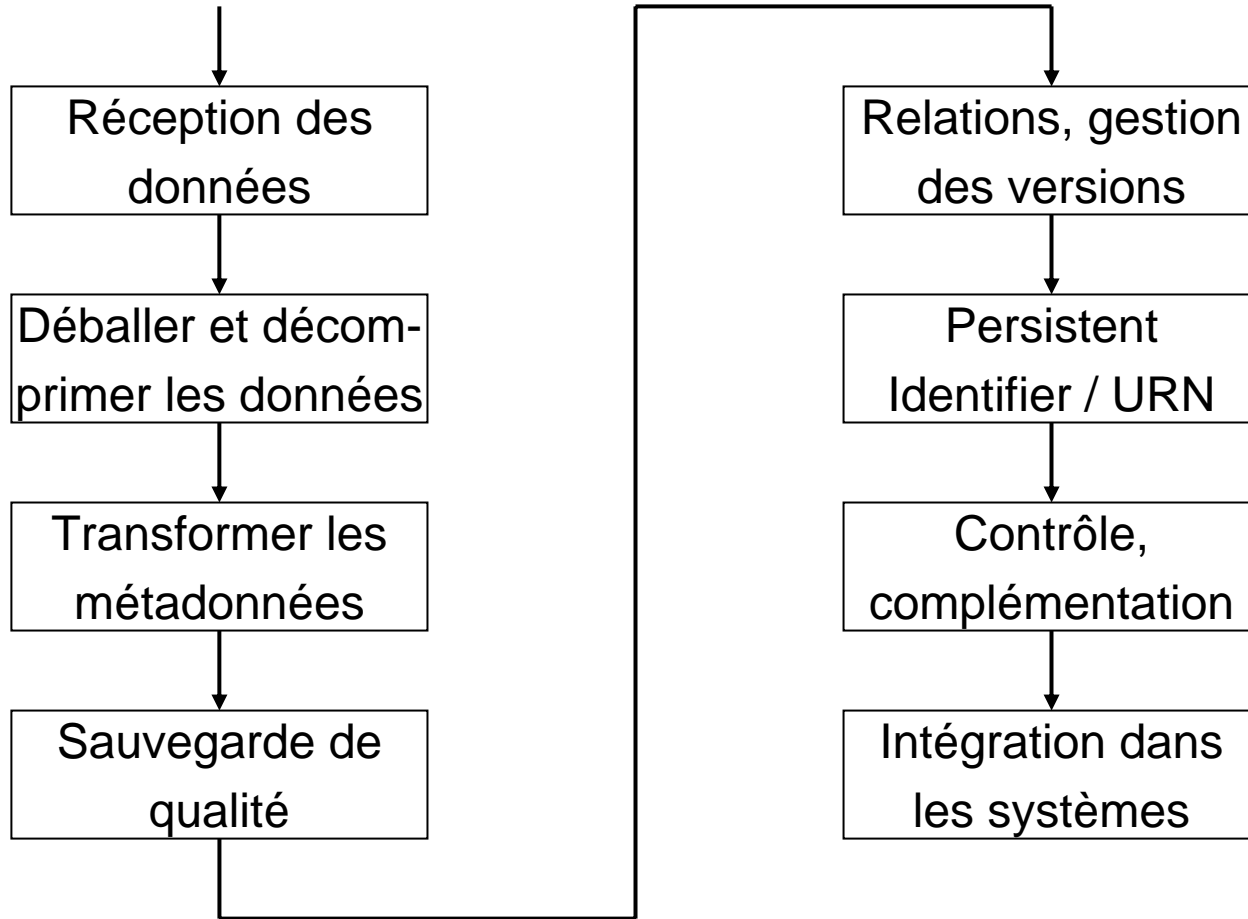 Réception des
données
Déballer et décom-
primer les données
Transformer les
métadonnées
Sauvegarde de
qualité
Relations, gestion
des versions
Persistent
Identifier / URN
Contrôle,
complémentation
Intégration dans
les systèmes